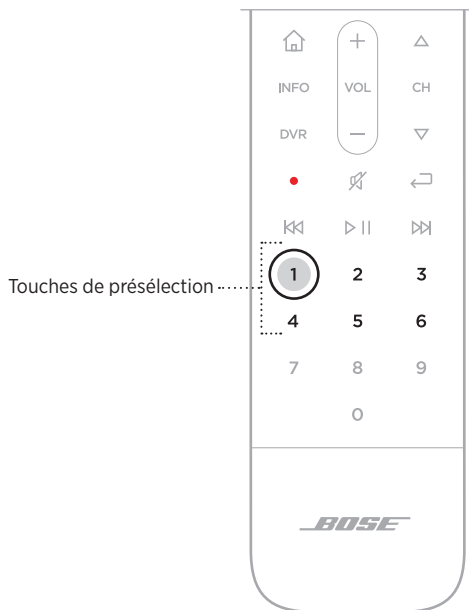 +
INFO VOL CH
DVR —
Touches de présélection
1 2 3
4 5 6
7 8 9
0
BOSE